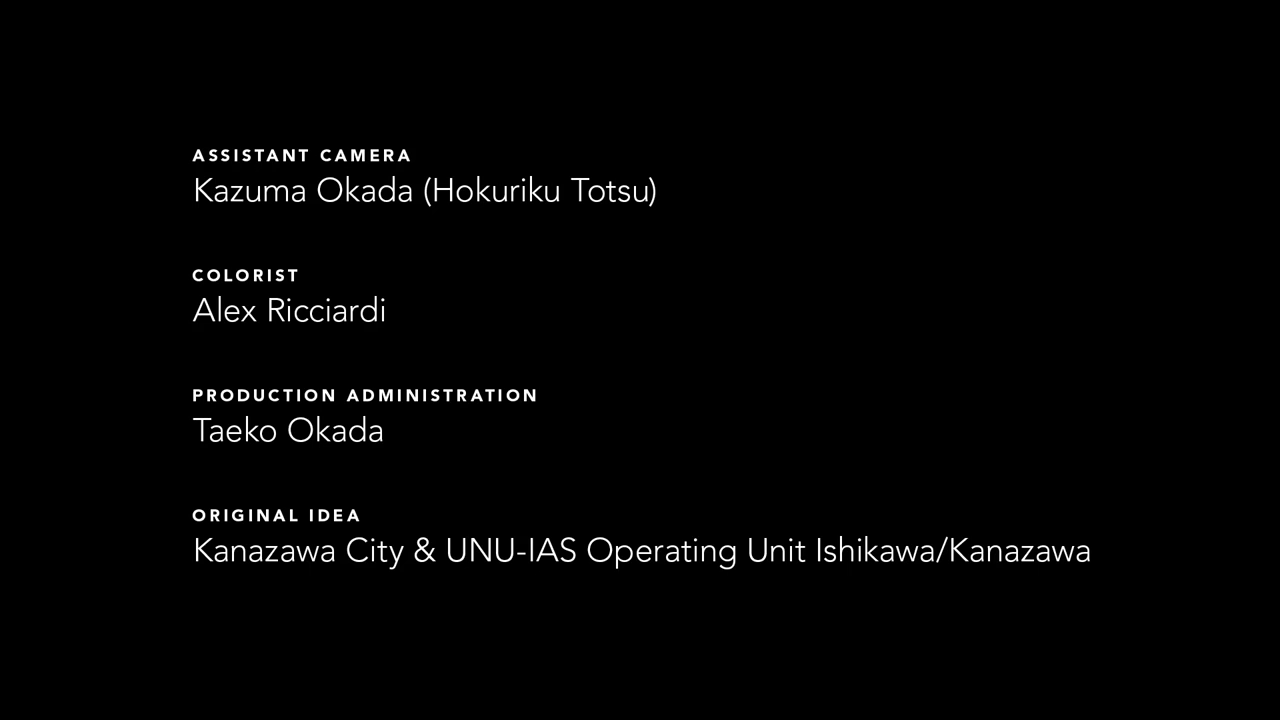 ASSISTANT CAMERA
Kazuma Okada (Hokuriku Totsu)
COLORIST
Alex Ricciardi
PRODUCTION ADMINISTRATION
Taeko Okada
ORIGINAL IDEA
Kanazawa City & UNU-IAS Operating Unit Ishikawa/Kanazawa